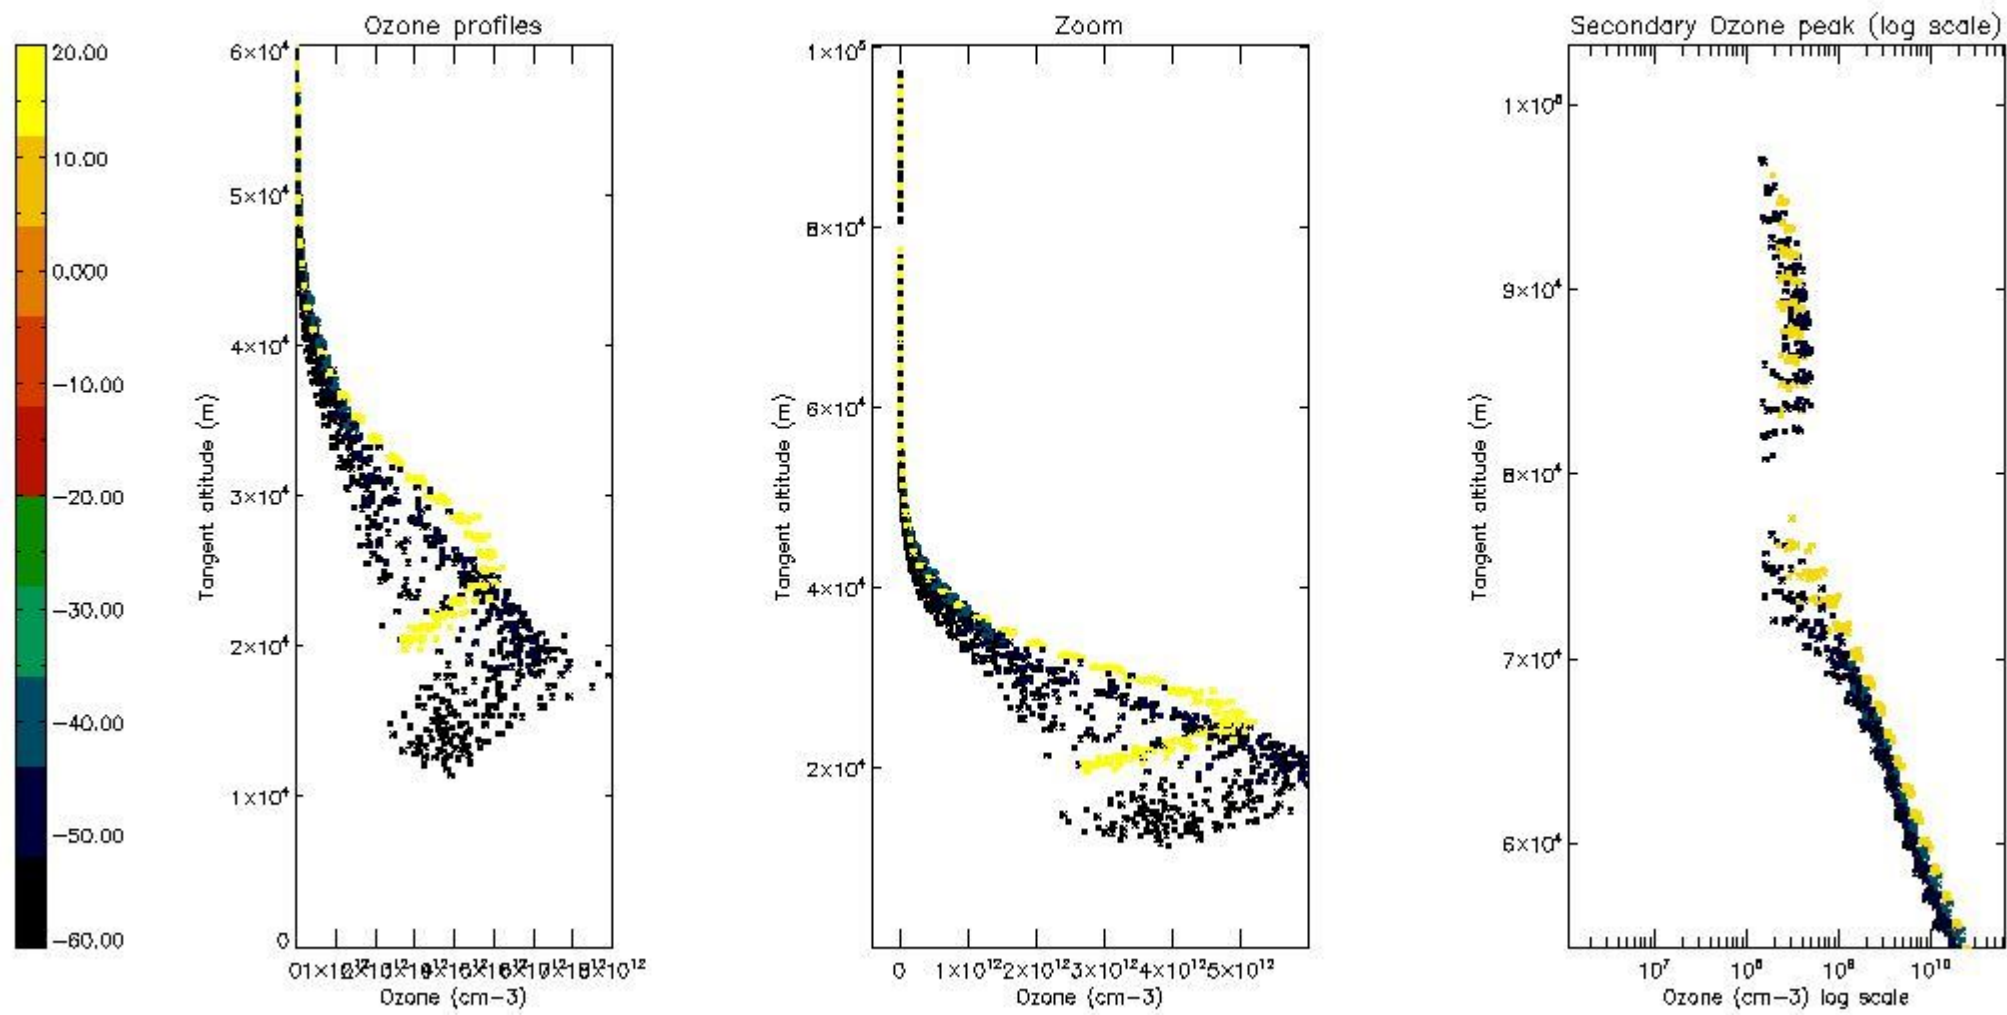 Ozone profiles
Zoom
Secondary Ozone peak (log scale)
20.00
10.00
0.000
−10.00
−20.00
−30.00
−40.00
−50.00
−60.00
6×10⁴
5×10⁴
4×10⁴
3×10⁴
2×10⁴
1×10⁴
0
Tangent altitude (m)
Ozone (cm−3)
1×10⁵
8×10⁴
6×10⁴
4×10⁴
2×10⁴
Tangent altitude (m)
0 1×10¹² 2×10¹² 3×10¹² 4×10¹² 5×10¹²
Ozone (cm−3)
9×10⁴
8×10⁴
7×10⁴
6×10⁴
Tangent altitude (m)
10⁷ 10⁹ 10¹⁰
Ozone (cm−3) log scale